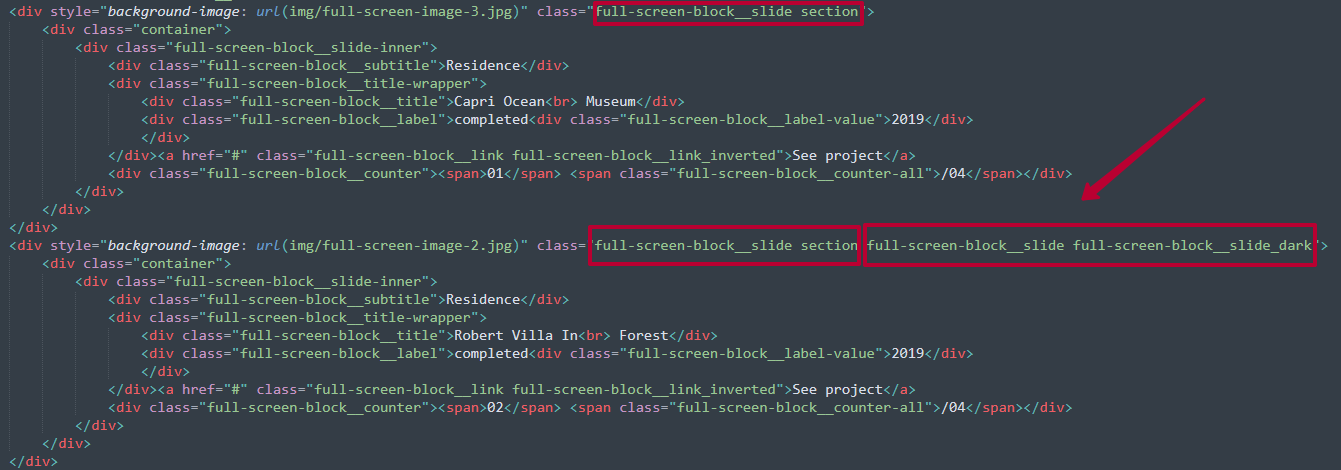 <div style="background-image: url(img/full-screen-image-3.jpg)" class="full-screen-block__slide section">
<div class="container">
<div class="full-screen-block__slide-inner">
<div class="full-screen-block__subtitle">Residence</div>
<div class="full-screen-block__title-wrapper">
<div class="full-screen-block__title">Capri Ocean<br> Museum</div>
<div class="full-screen-block__label">completed<div class="full-screen-block__label-value">2019</div>
</div>
</div><a href="#" class="full-screen-block__link full-screen-block__link_inverted">See project</a>
<div class="full-screen-block__counter"><span>01</span> <span class="full-screen-block__counter-all">/04</span></div>
</div>
</div>
</div>
<div style="background-image: url(img/full-screen-image-2.jpg)" class="full-screen-block__slide section full-screen-block__slide full-screen-block__slide_dark">
<div class="container">
<div class="full-screen-block__slide-inner">
<div class="full-screen-block__subtitle">Residence</div>
<div class="full-screen-block__title-wrapper">
<div class="full-screen-block__title">Robert Villa In<br> Forest</div>
<div class="full-screen-block__label">completed<div class="full-screen-block__label-value">2019</div>
</div>
</div><a href="#" class="full-screen-block__link full-screen-block__link_inverted">See project</a>
<div class="full-screen-block__counter"><span>02</span> <span class="full-screen-block__counter-all">/04</span></div>
</div>
</div>
</div>